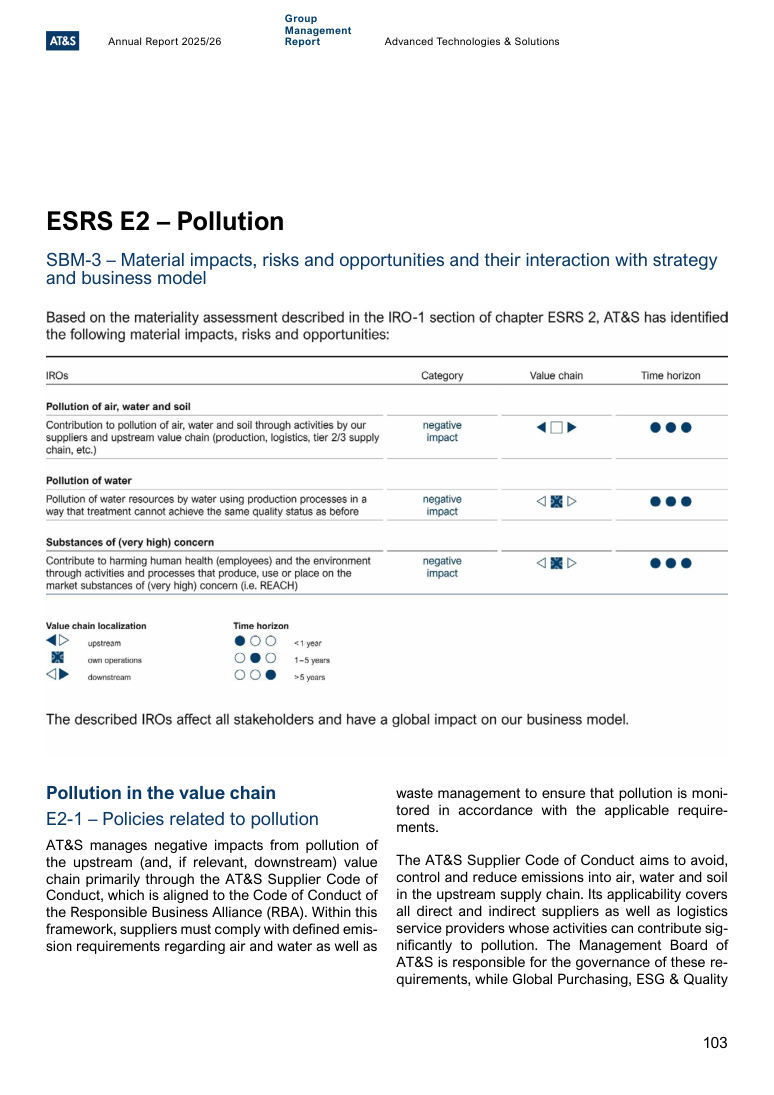 AT&S
Annual Report 2025/26
Group
Management
Report
Advanced Technologies & Solutions
ESRS E2 – Pollution
SBM-3 – Material impacts, risks and opportunities and their interaction with strategy
and business model
Based on the materiality assessment described in the IRO-1 section of chapter ESRS 2, AT&S has identified
the following material impacts, risks and opportunities:
IROs Category Value chain Time horizon
Pollution of air, water and soil
Contribution to pollution of air, water and soil through activities by our
suppliers and upstream value chain (production, logistics, tier 2/3 supply
chain, etc.)
negative
impact
Pollution of water
Pollution of water resources by water using production processes in a
way that treatment cannot achieve the same quality status as before
negative
impact
Substances of (very high) concern
Contribute to harming human health (employees) and the environment
through activities and processes that produce, use or place on the
market substances of (very high) concern (i.e. REACH)
negative
impact
Value chain localization
upstream
own operations
downstream
Time horizon
<1 year
1–5 years
>5 years
The described IROs affect all stakeholders and have a global impact on our business model.
Pollution in the value chain
E2-1 – Policies related to pollution
AT&S manages negative impacts from pollution of
the upstream (and, if relevant, downstream) value
chain primarily through the AT&S Supplier Code of
Conduct, which is aligned to the Code of Conduct of
the Responsible Business Alliance (RBA). Within this
framework, suppliers must comply with defined emis-
sion requirements regarding air and water as well as
waste management to ensure that pollution is moni-
tored in accordance with the applicable require-
ments.
The AT&S Supplier Code of Conduct aims to avoid,
control and reduce emissions into air, water and soil
in the upstream supply chain. Its applicability covers
all direct and indirect suppliers as well as logistics
service providers whose activities can contribute sig-
nificantly to pollution. The Management Board of
AT&S is responsible for the governance of these re-
quirements, while Global Purchasing, ESG & Quality
103